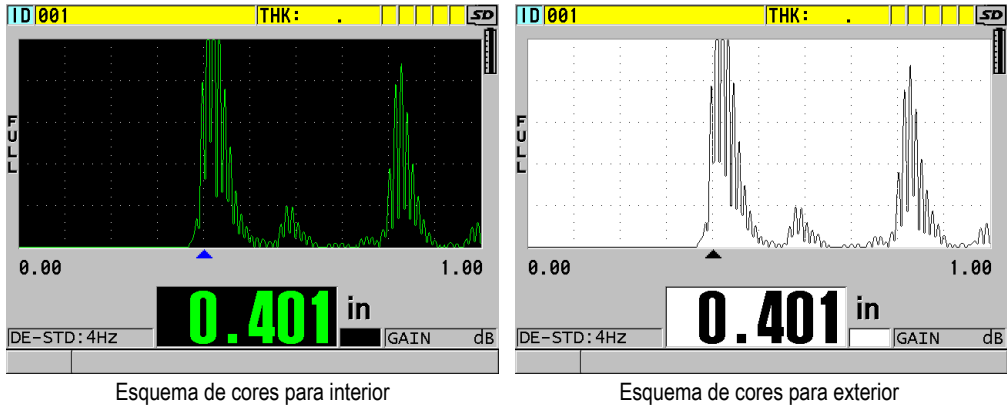 ID 001 THK: . SD
FULL
0.00 1.00
0.401 in
DE-STD:4Hz GAIN dB
Esquema de cores para interior
ID 001 THK: . SD
FULL
0.00 1.00
0.401 in
DE-STD:4Hz GAIN dB
Esquema de cores para exterior